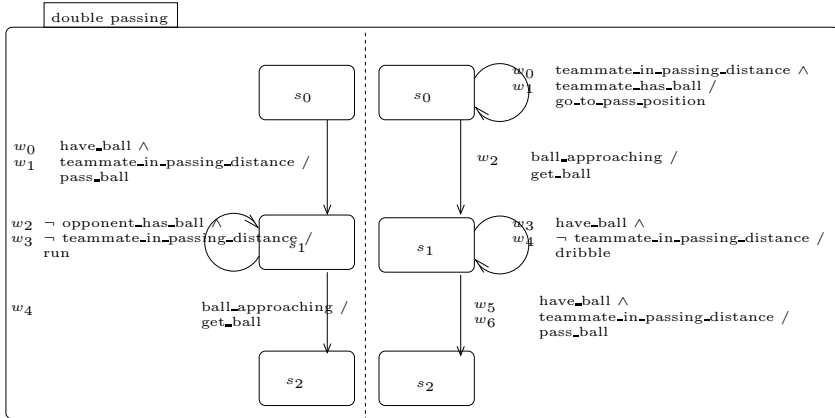 double passing
s0
w0 have_ball ∧
w1 teammate_in_passing_distance /
pass_ball
w2 ¬ opponent_has_ball ∧
w3 ¬ teammate_in_passing_distance /
run
s1
w4 ball_approaching /
get_ball
s2
s0
w0 teammate_in_passing_distance ∧
w1 teammate_has_ball /
go_to_pass_position
w2 ball_approaching /
get_ball
s1
w3 have_ball ∧
w4 ¬ teammate_in_passing_distance /
dribble
w5 have_ball ∧
w6 teammate_in_passing_distance /
pass_ball
s2